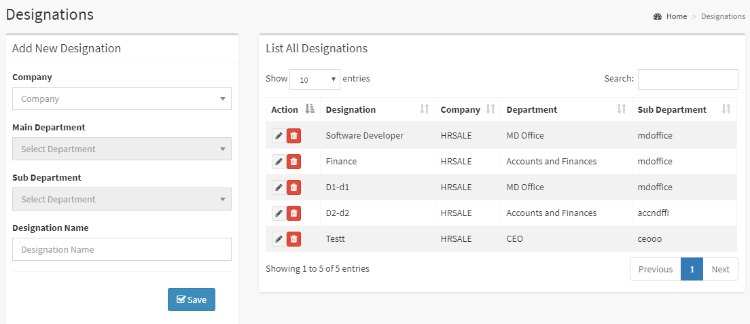 Designations
Home > Designations
Add New Designation
Company
Company
Main Department
Select Department
Sub Department
Select Department
Designation Name
Designation Name
Save
List All Designations
Show 10 entries
Search:
Action Designation Company Department Sub Department
Software Developer HRSALE MD Office mdoffice
Finance HRSALE Accounts and Finances mdoffice
D1-d1 HRSALE MD Office mdoffice
D2-d2 HRSALE Accounts and Finances accndffi
Testt HRSALE CEO ceooo
Showing 1 to 5 of 5 entries
Previous 1 Next